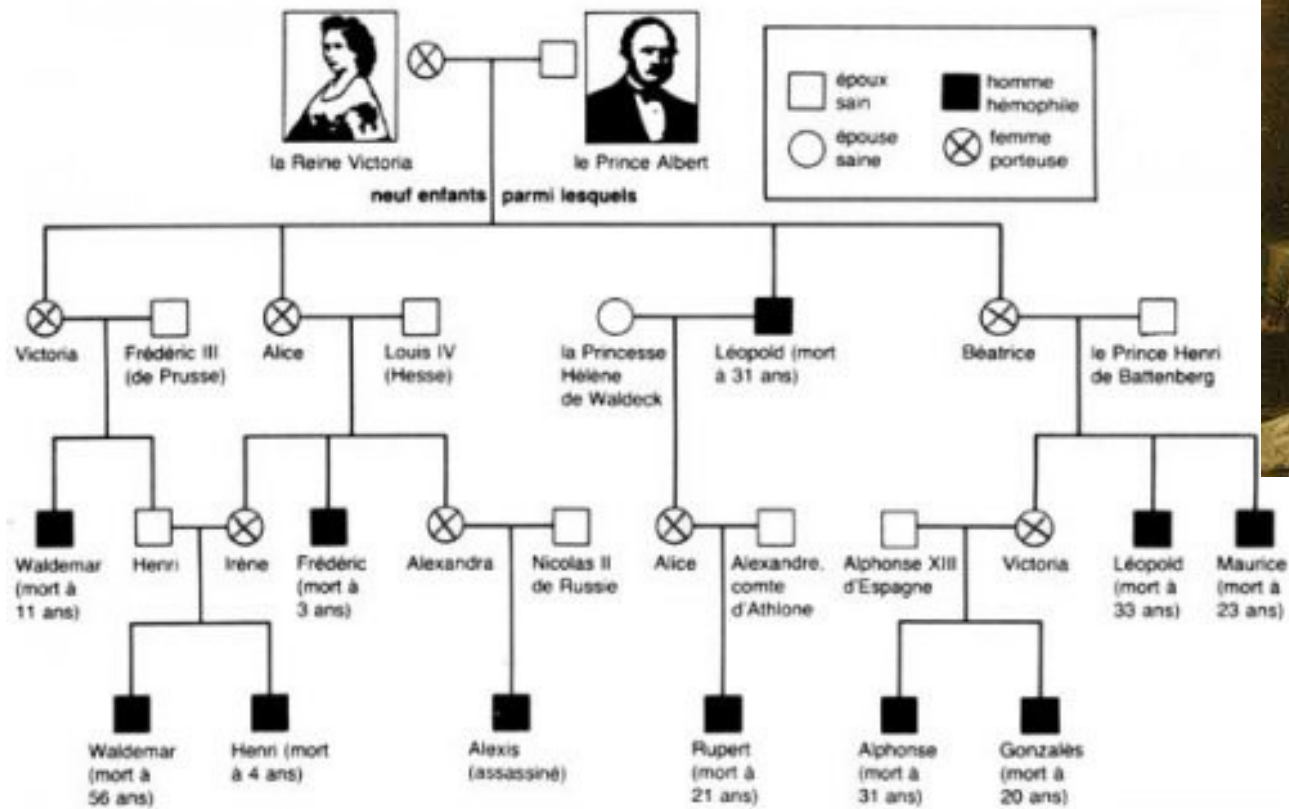 la Reine Victoria
le Prince Albert
époux
sain
homme
hémophile
épouse
saine
femme
porteuse
neuf enfants parmi lesquels
Victoria
Frédéric III
(de Prusse)
Alice
Louis IV
(Hesse)
la Princesse
Hélène
de Waldeck
Léopold (mort
à 31 ans)
Béatrice
le Prince Henri
de Battenberg
Waldemar
(mort à
11 ans)
Henri
Irène
Frédéric
(mort à
3 ans)
Alexandra
Nicolas II
de Russie
Alice
Alexandre,
comte
d'Athlone
Alphonse XIII
d'Espagne
Victoria
Léopold
(mort à
33 ans)
Maurice
(mort à
23 ans)
Waldemar
(mort à
56 ans)
Henri (mort
à 4 ans)
Alexis
(assassiné)
Rupert
(mort à
21 ans)
Alphonse
(mort à
31 ans)
Gonzalès
(mort à
20 ans)